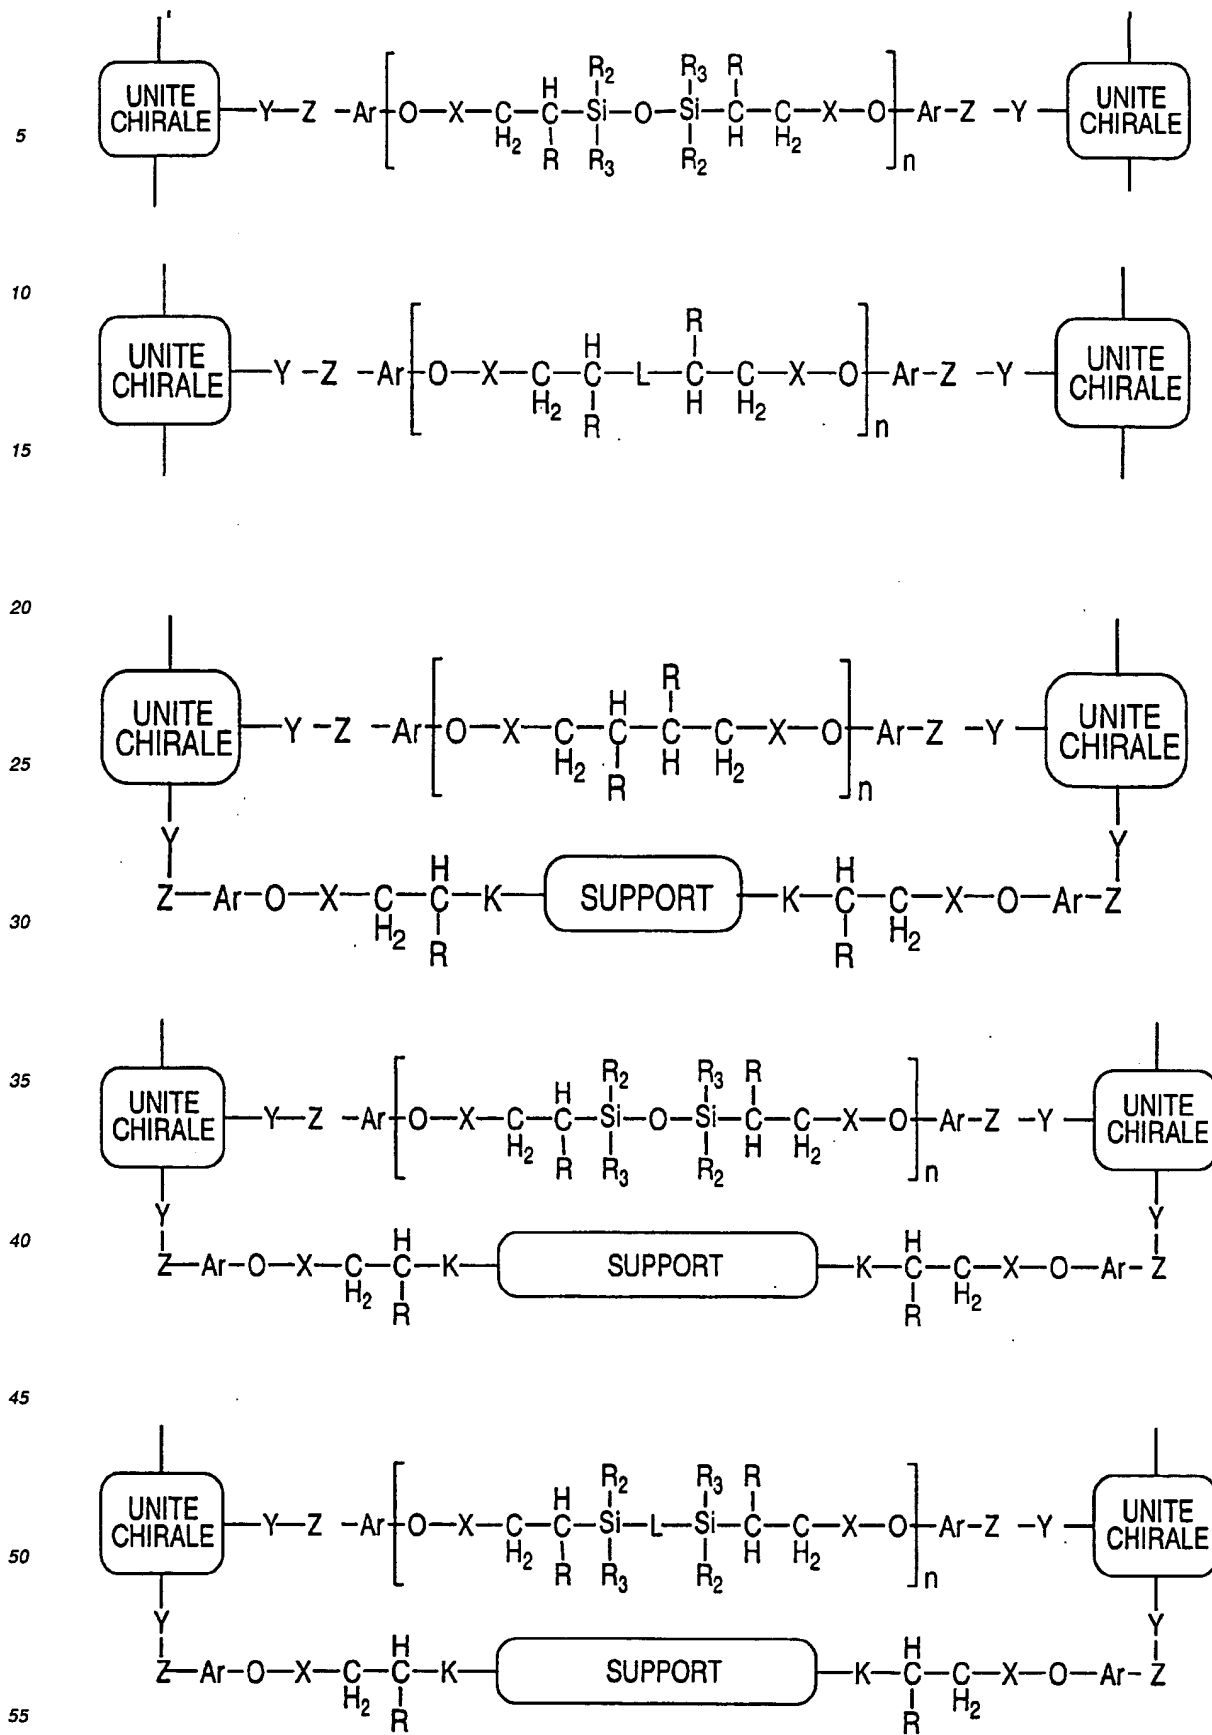 UNITE CHIRALE —Y—Z —Ar[O—X—C—C—Si—O—Si—C—C—X—O]Ar—Z —Y— UNITE CHIRALE
H R2 R3 R
H2 R R3 R2 H H2 n
5
10
UNITE CHIRALE —Y—Z —Ar[O—X—C—C—L—C—C—X—O]Ar—Z —Y— UNITE CHIRALE
H R
H2 R H H2 n
15
20
UNITE CHIRALE —Y—Z —Ar[O—X—C—C—C—C—X—O]Ar—Z —Y— UNITE CHIRALE
H R
H2 R H H2 n
25
Y Y
H H
Z—Ar—O—X—C—C—K— SUPPORT —K—C—C—X—O—Ar—Z
H2 R R H2
30
UNITE CHIRALE —Y—Z —Ar[O—X—C—C—Si—O—Si—C—C—X—O]Ar—Z —Y— UNITE CHIRALE
H R2 R3 R
H2 R R3 R2 H H2 n
35
Y Y
40
H H
Z—Ar—O—X—C—C—K— SUPPORT —K—C—C—X—O—Ar—Z
H2 R R H2
45
UNITE CHIRALE —Y—Z —Ar[O—X—C—C—Si—L—Si—C—C—X—O]Ar—Z —Y— UNITE CHIRALE
H R2 R3 R
H2 R R3 R2 H H2 n
50
Y Y
H H
Z—Ar—O—X—C—C—K— SUPPORT —K—C—C—X—O—Ar—Z
H2 R R H2
55